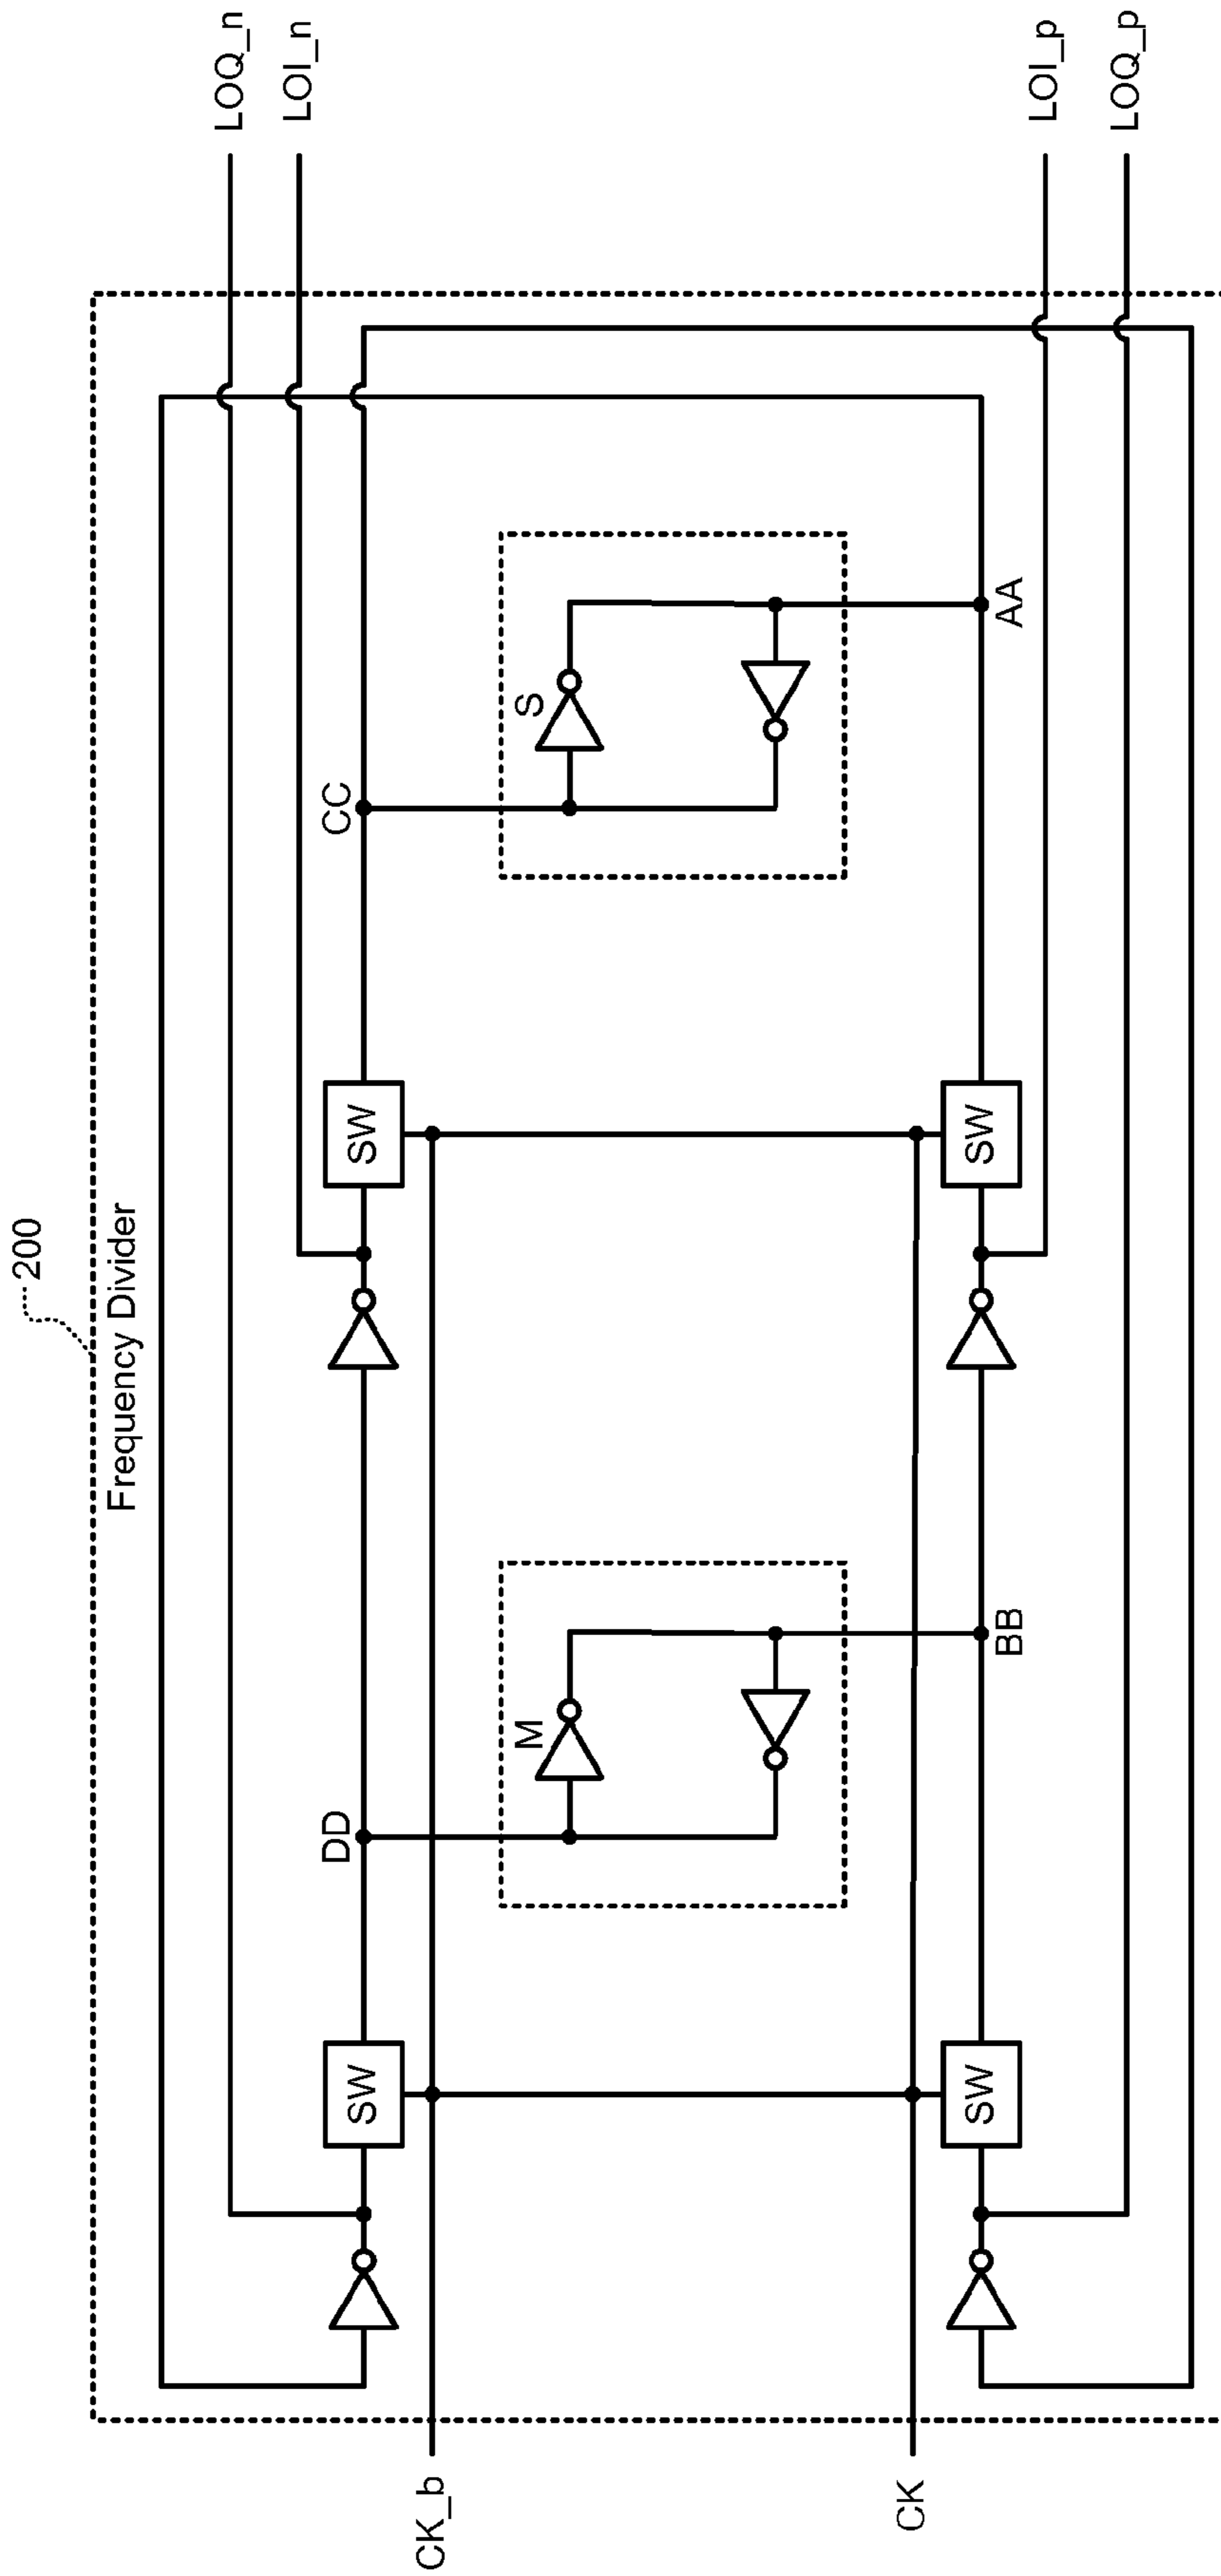 200
Frequency Divider
LOQ_n
LOI_n
DD
CC
SW
SW
M
S
CK_b
CK
SW
SW
BB
AA
LOI_p
LOQ_p